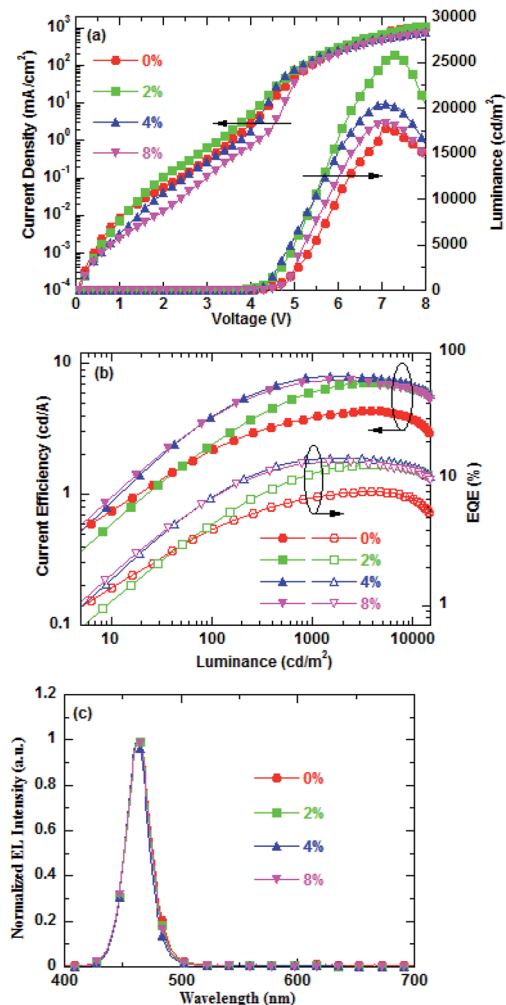 (a)
0%
2%
4%
8%
10³
10²
10¹
10⁰
10⁻¹
10⁻²
10⁻³
10⁻⁴
Current Density (mA/cm²)
0 1 2 3 4 5 6 7 8
Voltage (V)
30000
25000
20000
15000
10000
5000
0
Luminance (cd/m²)
(b)
10
1
0.1
Current Efficiency (cd/A)
100
10
1
EQE (%)
0%
2%
4%
8%
10 100 1000 10000
Luminance (cd/m²)
(c)
1.2
1
0.8
0.6
0.4
0.2
0
Normalized EL Intensity (a.u.)
0%
2%
4%
8%
400 500 600 700
Wavelength (nm)